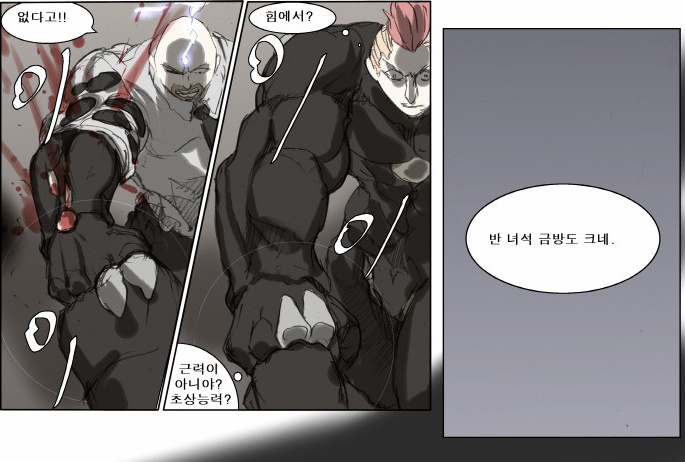 없다고!!
힘에서?
근력이
아니야?
초상능력?
반 녀석 금방도 크네.